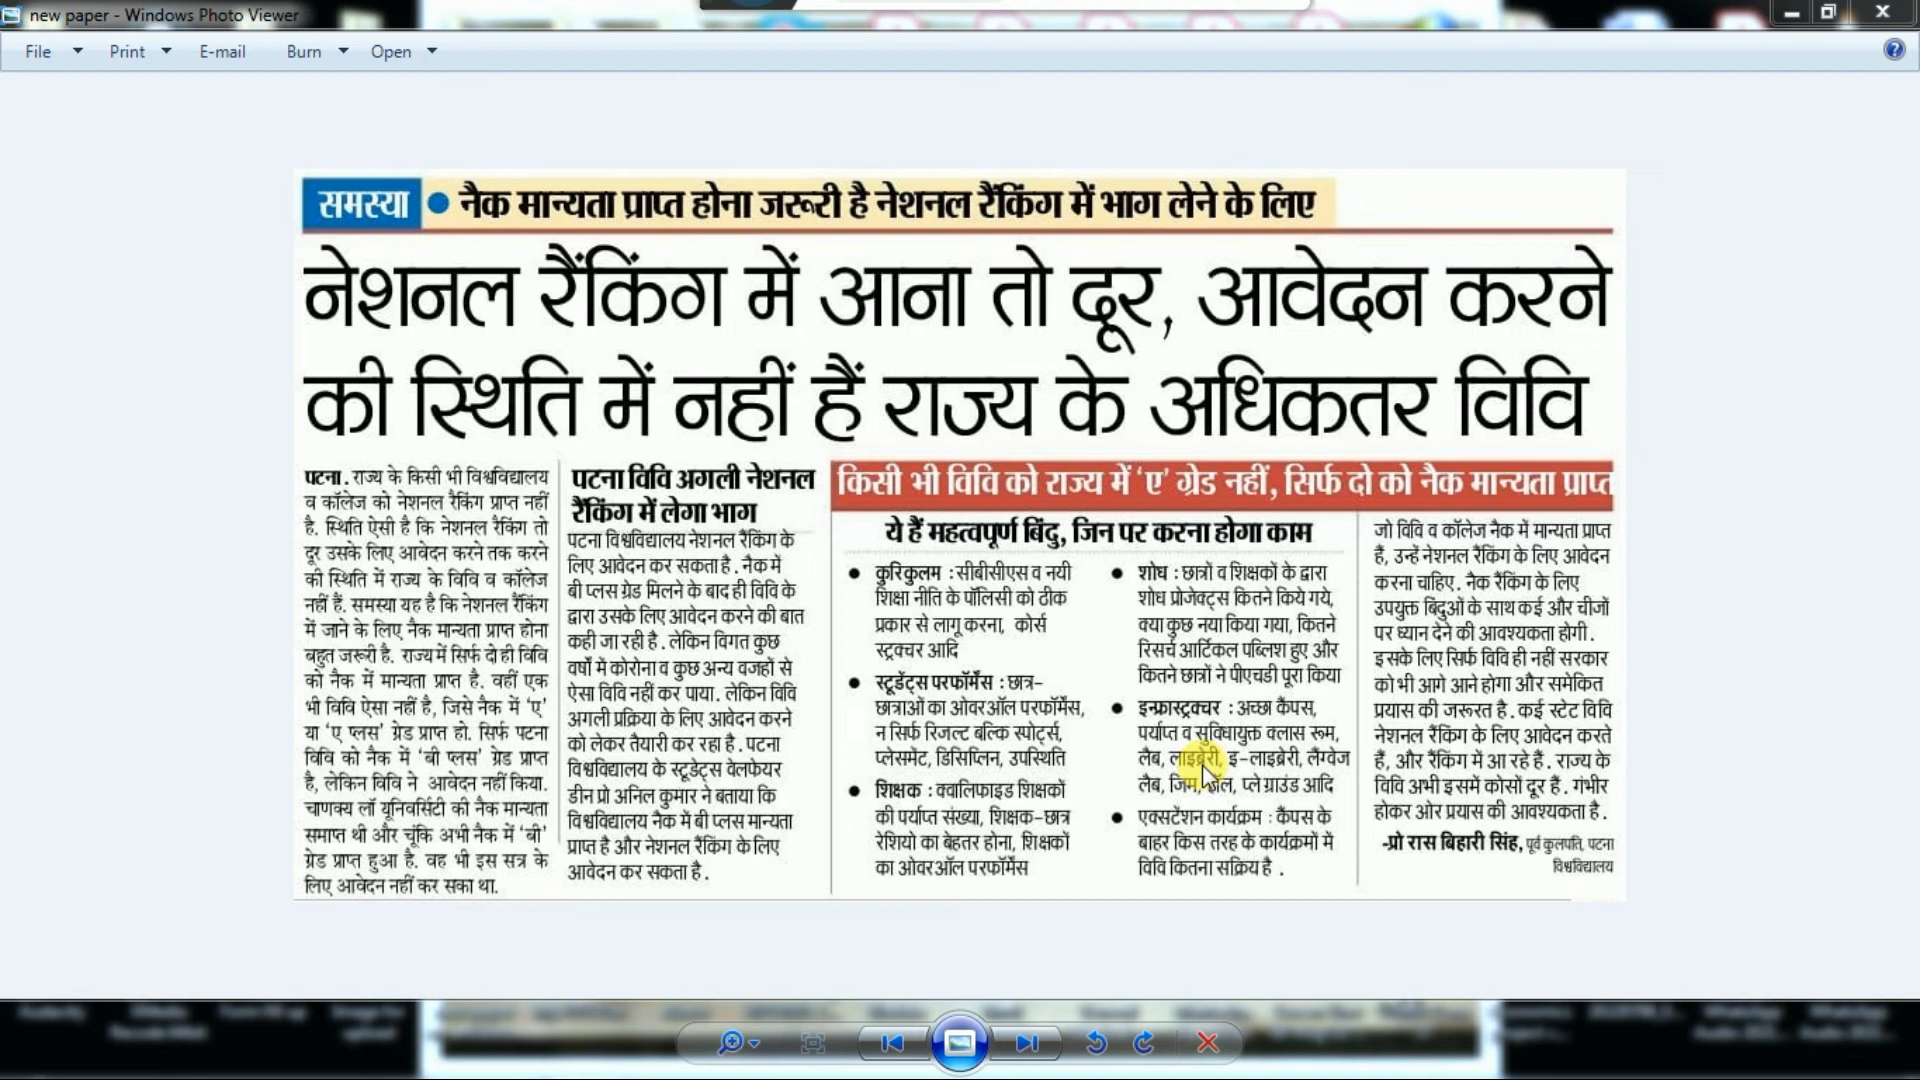 new paper - Windows Photo Viewer
File Print E-mail Burn Open
समस्या ● नैक मान्यता प्राप्त होना जरूरी है नेशनल रैंकिंग में भाग लेने के लिए
नेशनल रैंकिंग में आना तो दूर, आवेदन करने
की स्थिति में नहीं हैं राज्य के अधिकतर विवि
पटना. राज्य के किसी भी विश्वविद्यालय
व कॉलेज को नेशनल रैकिंग प्राप्त नहीं
है. स्थिति ऐसी है कि नेशनल रैकिंग तो
दूर उसके लिए आवेदन करने तक करने
की स्थिति में राज्य के विवि व कॉलेज
नहीं हैं. समस्या यह है कि नेशनल रैंकिंग
में जाने के लिए नैक मान्यता प्राप्त होना
बहुत जरूरी है. राज्य में सिर्फ दो ही विवि
को नैक में मान्यता प्राप्त है. वहीं एक
भी विवि ऐसा नहीं है, जिसे नैक में ‘ए’
या ‘ए प्लस’ ग्रेड प्राप्त हो. सिर्फ पटना
विवि को नैक में ‘बी प्लस’ ग्रेड प्राप्त
है, लेकिन विवि ने आवेदन नहीं किया.
चाणक्य लॉ यूनिवर्सिटी की नैक मान्यता
समाप्त थी और चूंकि अभी नैक में ‘बी’
ग्रेड प्राप्त हुआ है. वह भी इस सत्र के
लिए आवेदन नहीं कर सका था.
पटना विवि अगली नेशनल
रैंकिंग में लेगा भाग
पटना विश्वविद्यालय नेशनल रैंकिंग के
लिए आवेदन कर सकता है. नैक में
बी प्लस ग्रेड मिलने के बाद ही विवि के
द्वारा उसके लिए आवेदन करने की बात
कही जा रही है. लेकिन विगत कुछ
वर्षों में कोरोना व कुछ अन्य वजहों से
ऐसा विवि नहीं कर पाया. लेकिन विवि
अगली प्रक्रिया के लिए आवेदन करने
को लेकर तैयारी कर रहा है. पटना
विश्वविद्यालय के स्टूडेट्स वेलफेयर
डीन प्रो अनिल कुमार ने बताया कि
विश्वविद्यालय नैक में बी प्लस मान्यता
प्राप्त है और नेशनल रैंकिंग के लिए
आवेदन कर सकता है.
किसी भी विवि को राज्य में ‘ए’ ग्रेड नहीं, सिर्फ दो को नैक मान्यता प्राप्त
ये हैं महत्वपूर्ण बिंदु, जिन पर करना होगा काम
● कुरिकुलम : सीबीसीएस व नयी
शिक्षा नीति के पॉलिसी को ठीक
प्रकार से लागू करना, कोर्स
स्ट्रक्चर आदि
● स्टूडेंट्स परफॉर्मेंस : छात्र-
छात्राओं का ओवरऑल परफॉर्मेंस,
न सिर्फ रिजल्ट बल्कि स्पोर्ट्स,
प्लेसमेंट, डिसिप्लिन, उपस्थिति
● शिक्षक : क्वालिफाइड शिक्षकों
की पर्याप्त संख्या, शिक्षक-छात्र
रेशियो का बेहतर होना, शिक्षकों
का ओवरऑल परफॉर्मेंस
● शोध : छात्रों व शिक्षकों के द्वारा
शोध प्रोजेक्ट्स कितने किये गये,
क्या कुछ नया किया गया, कितने
रिसर्च आर्टिकल पब्लिश हुए और
कितने छात्रों ने पीएचडी पूरा किया
● इन्फ्रास्ट्रक्चर : अच्छा कैंपस,
पर्याप्त व सुविधायुक्त क्लास रूम,
लैब, लाइब्रेरी, इ-लाइब्रेरी, लैंग्वेज
लैब, जिम, प्ले ग्राउंड आदि
● एक्सटेंशन कार्यक्रम : कैंपस के
बाहर किस तरह के कार्यक्रमों में
विवि कितना सक्रिय है .
जो विवि व कॉलेज नैक में मान्यता प्राप्त
हैं, उन्हें नेशनल रैंकिंग के लिए आवेदन
करना चाहिए. नैक रैंकिंग के लिए
उपयुक्त बिंदुओं के साथ कई और चीजों
पर ध्यान देने की आवश्यकता होगी.
इसके लिए सिर्फ विवि ही नहीं सरकार
को भी आगे आने होगा और समेकित
प्रयास की जरूरत है. कई स्टेट विवि
नेशनल रैंकिंग के लिए आवेदन करते
हैं, और रैंकिंग में आ रहे हैं. राज्य के
विवि अभी इसमें कोसों दूर हैं. गंभीर
होकर ओर प्रयास की आवश्यकता है.
-प्रो रास बिहारी सिंह, पूर्व कुलपति, पटना
विश्वविद्यालय